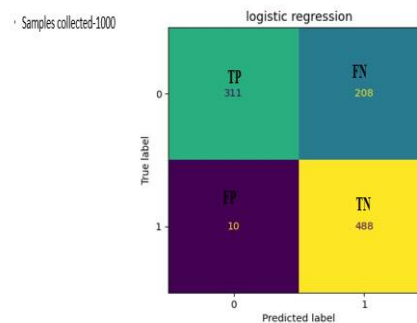 • Samples collected-1000
logistic regression
TP
FN
0
311
208
True label
FP
TN
1
10
488
0
1
Predicted label